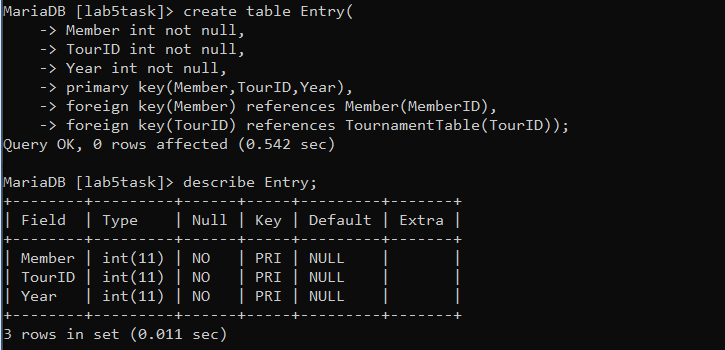 MariaDB [lab5task]> create table Entry(
    -> Member int not null,
    -> TourID int not null,
    -> Year int not null,
    -> primary key(Member,TourID,Year),
    -> foreign key(Member) references Member(MemberID),
    -> foreign key(TourID) references TournamentTable(TourID));
Query OK, 0 rows affected (0.542 sec)

MariaDB [lab5task]> describe Entry;
+--------+---------+------+-----+---------+-------+
| Field  | Type    | Null | Key | Default | Extra |
+--------+---------+------+-----+---------+-------+
| Member | int(11) | NO   | PRI | NULL    |       |
| TourID | int(11) | NO   | PRI | NULL    |       |
| Year   | int(11) | NO   | PRI | NULL    |       |
+--------+---------+------+-----+---------+-------+
3 rows in set (0.011 sec)